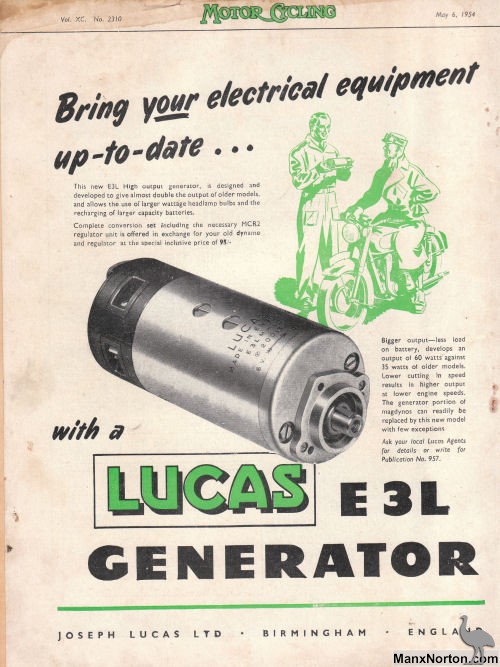 Vol. XC. No. 2310
MOTOR CYCLING
May 6, 1954
Bring your electrical equipment
up-to-date ...
This new E3L High output generator, is designed and
developed to give almost double the output of older models,
and allows the use of larger wattage headlamp bulbs and the
recharging of larger capacity batteries.
Complete conversion set including the necessary MCR2
regulator unit is offered in exchange for your old dynamo
and regulator at the special inclusive price of 95/-
LUCAS
MADE IN
E3LM
Bigger output—less load
on battery, develops an
output of 60 watts against
35 watts of older models.
Lower cutting in speed
results in higher output
at lower engine speeds.
The generator portion of
magdynos can readily be
replaced by this new model
with few exceptions
Ask your local Lucas Agents
for details or write for
Publication No. 957.
with a
LUCAS E3L
GENERATOR
JOSEPH LUCAS LTD · BIRMINGHAM · ENGLAND
ManxNorton.com